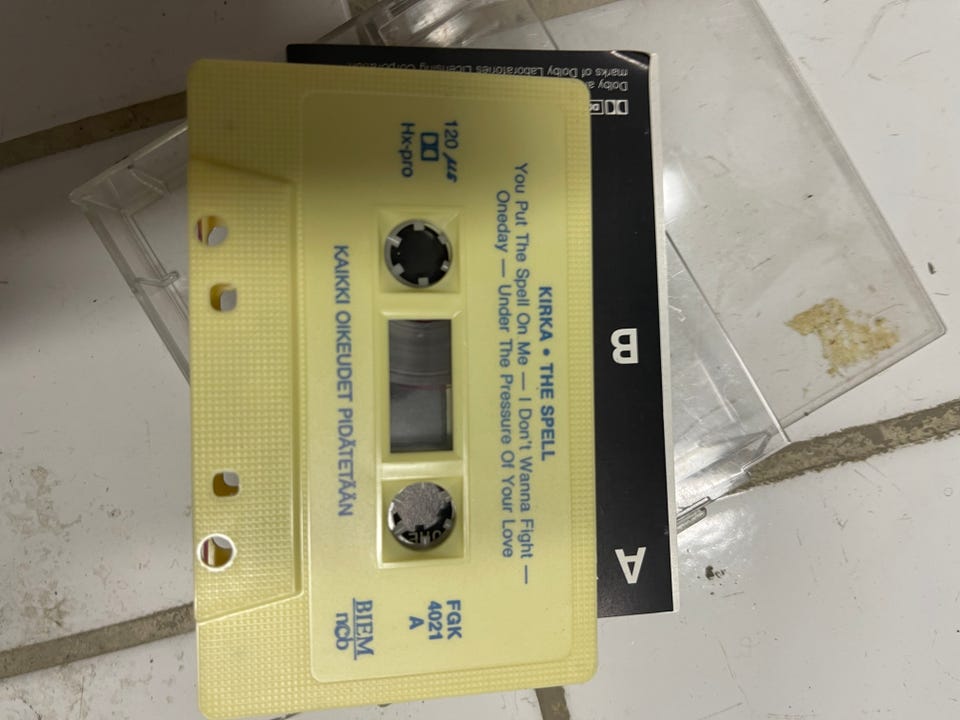 KIRKA • THE SPELL
You Put The Spell On Me — I Don't Wanna Fight —
Oneday — Under The Pressure Of Your Love
120 µs
Hx-pro
FGK
4021
A
KAIKKI OIKEUDET PIDÄTETÄÄN
BIEM
nCb
B
A
Dolby
marks of Dolby Laboratories Licensing Corporation